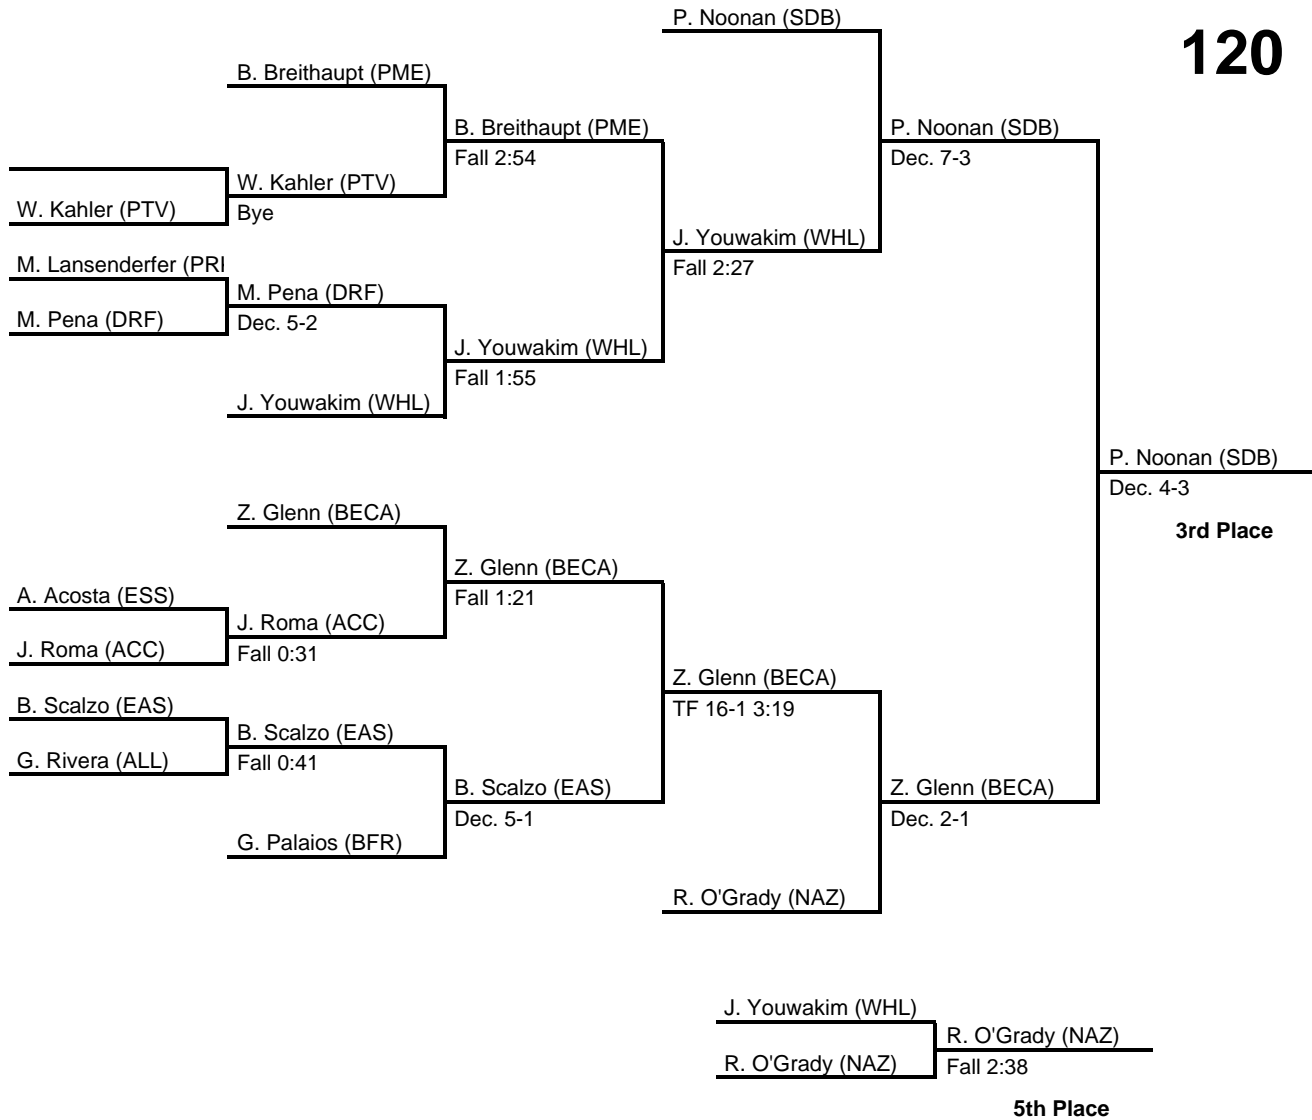 P. Noonan (SDB)
120
B. Breithaupt (PME)
B. Breithaupt (PME)
P. Noonan (SDB)
Fall 2:54
Dec. 7-3
W. Kahler (PTV)
W. Kahler (PTV)
Bye
J. Youwakim (WHL)
M. Lansenderfer (PRI
Fall 2:27
M. Pena (DRF)
M. Pena (DRF)
Dec. 5-2
J. Youwakim (WHL)
Fall 1:55
J. Youwakim (WHL)
P. Noonan (SDB)
Dec. 4-3
Z. Glenn (BECA)
3rd Place
Z. Glenn (BECA)
A. Acosta (ESS)
Fall 1:21
J. Roma (ACC)
J. Roma (ACC)
Fall 0:31
Z. Glenn (BECA)
B. Scalzo (EAS)
TF 16-1 3:19
B. Scalzo (EAS)
G. Rivera (ALL)
Fall 0:41
B. Scalzo (EAS)
Z. Glenn (BECA)
Dec. 5-1
Dec. 2-1
G. Palaios (BFR)
R. O'Grady (NAZ)
J. Youwakim (WHL)
R. O'Grady (NAZ)
R. O'Grady (NAZ)
Fall 2:38
5th Place